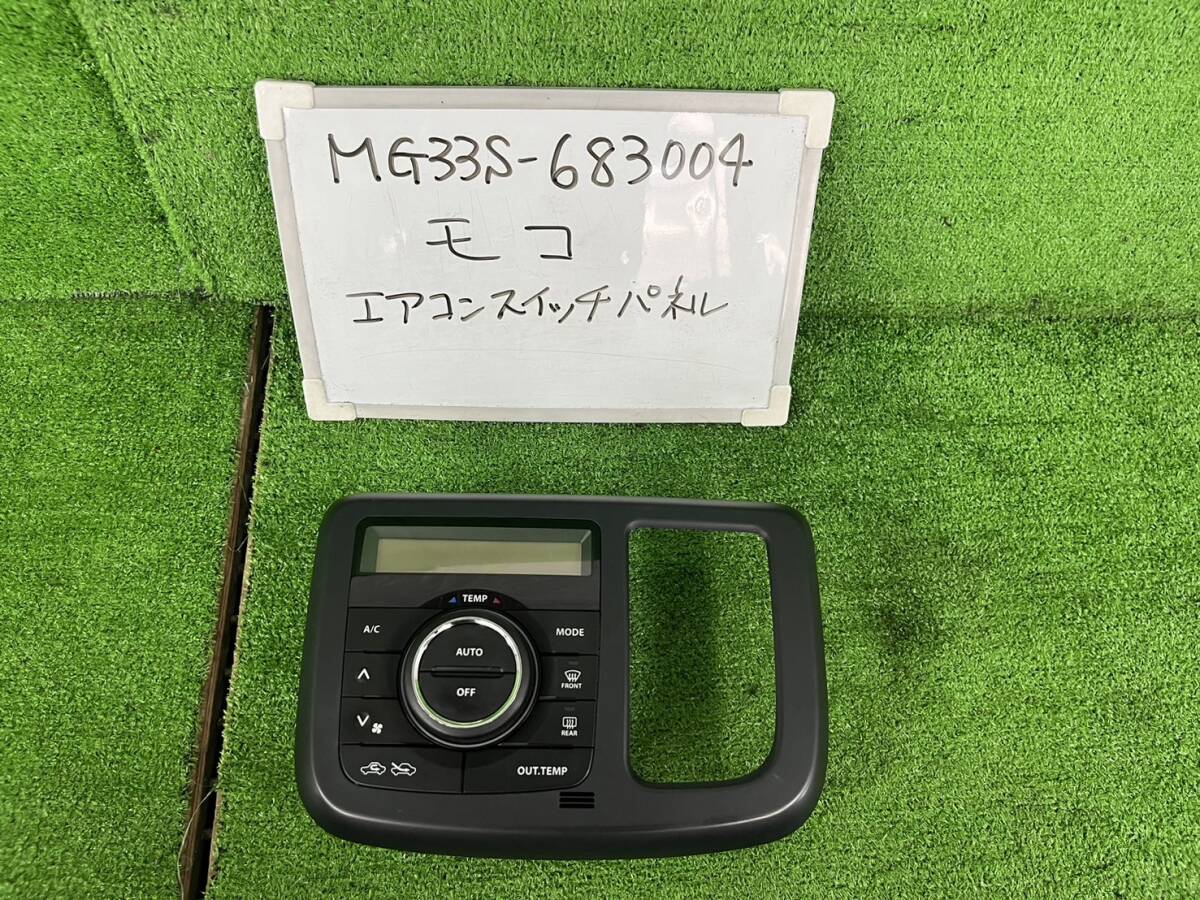 MG33S-683004
モコ
エアコンスイッチパネル
TEMP
A/C
MODE
AUTO
OFF
FRONT
REAR
OUT.TEMP